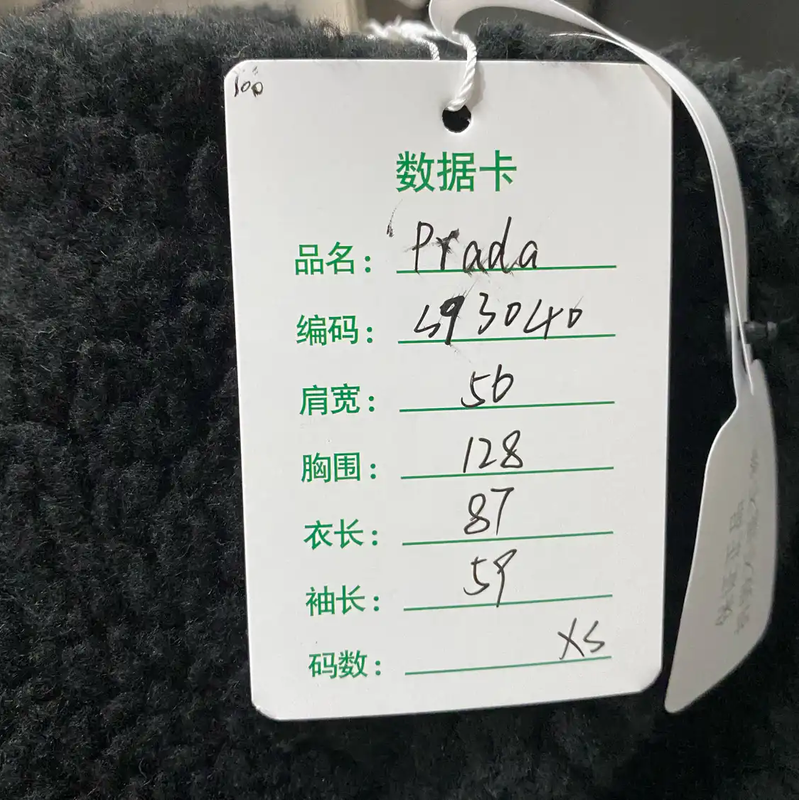 100
数据卡
品名: Prada
编码: 493040
肩宽: 56
胸围: 128
衣长: 87
袖长: 59
码数: XS